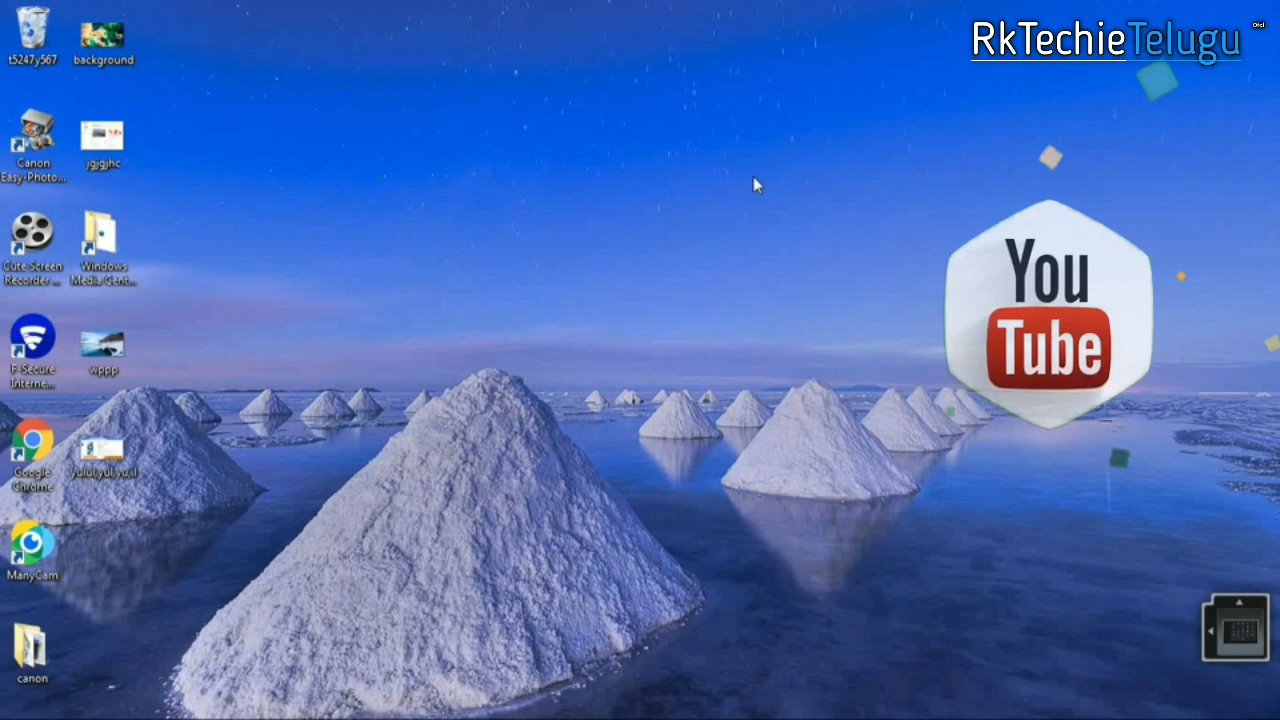 RkTechieTelugu
t5247y567
background
Canon
Easy-Photo...
jgjgjhc
Cute Screen
Recorder ...
Windows
Media Cent...
F-Secure
Interne...
wppp
Google
Chrome
ManyCam
canon
You
Tube